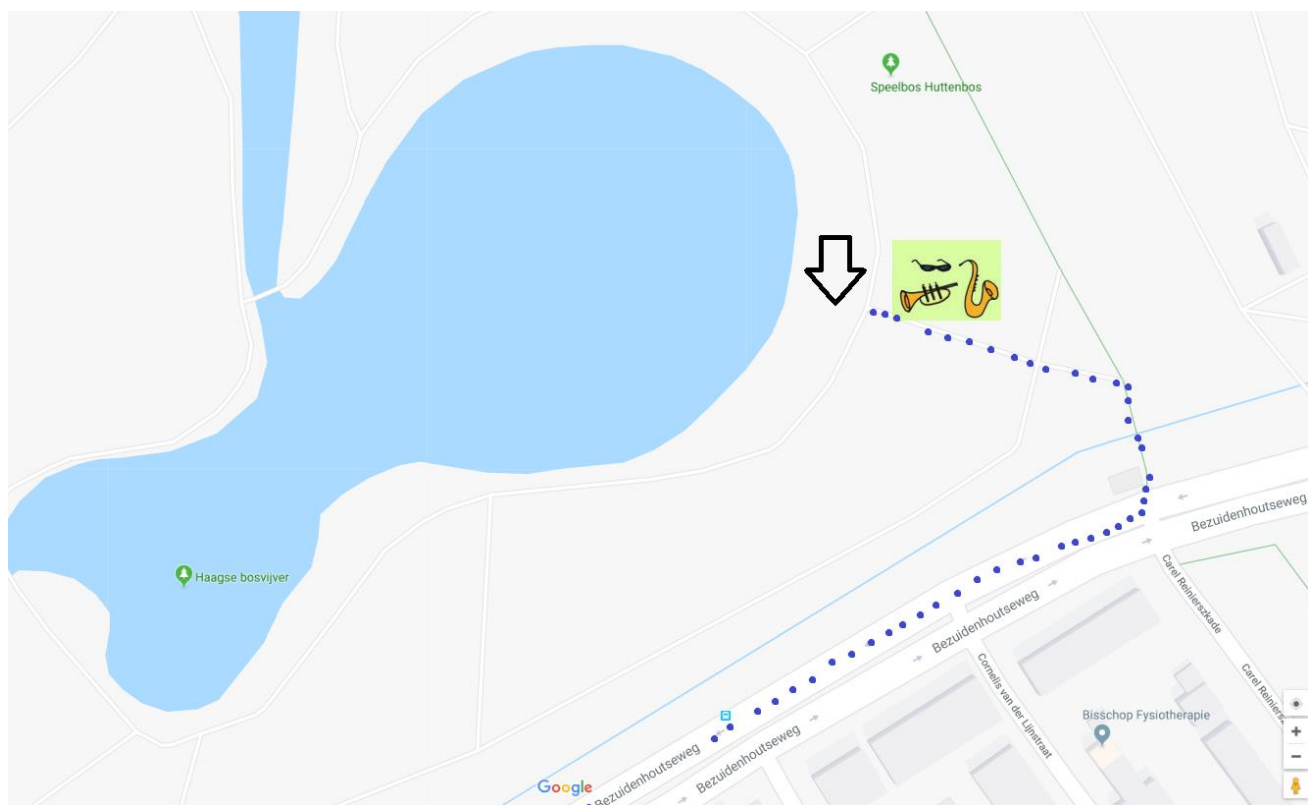 Speelbos Huttenbos
Bezuidenhoutseweg
Haagse bosvijver
Carel Reinierszkade
Bezuidenhoutseweg
Cornelis van der Lijnstraat
Carel Reiniersz
Bisschop Fysiotherapie
Bezuidenhoutseweg
Bezuidenhoutseweg
Google